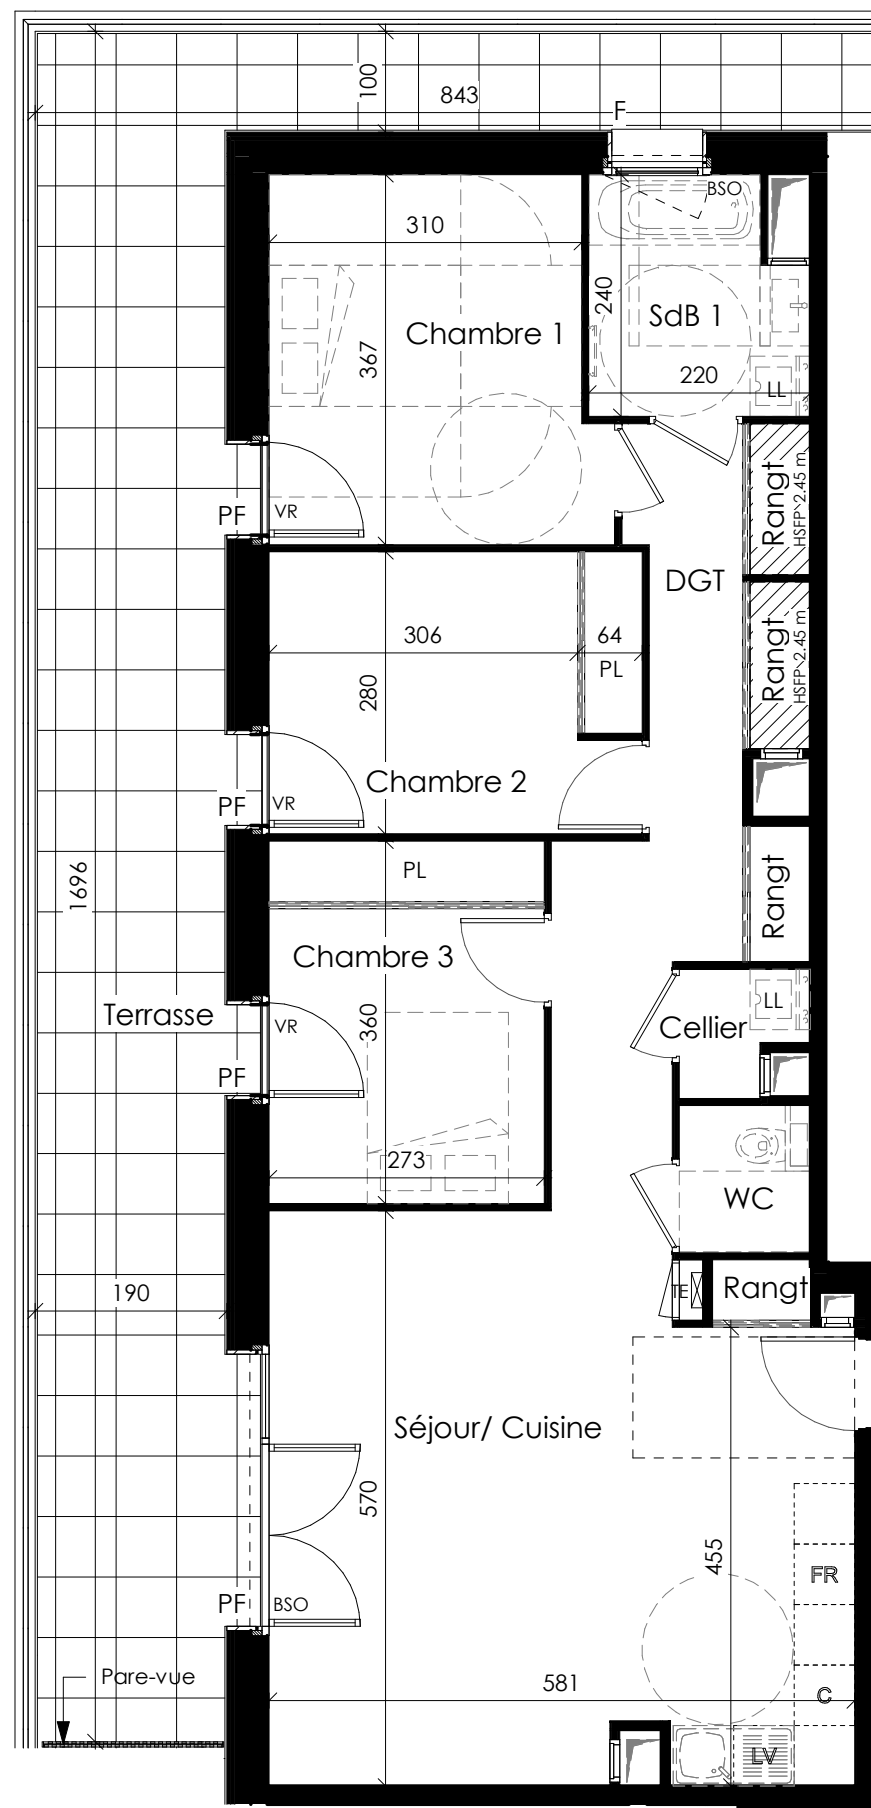 100
843
F
BSO
310
240
SdB 1
Chambre 1
367
220
LL
Rangt
HSFP~2.45 m
PF
VR
DGT
306
64
PL
Rangt
HSFP~2.45 m
280
Chambre 2
PF
VR
PL
1696
Rangt
Chambre 3
Terrasse
VR
360
LL
Cellier
PF
273
WC
190
TE
Rangt
Séjour/ Cuisine
570
455
FR
PF
BSO
Pare-vue
581
C
LV